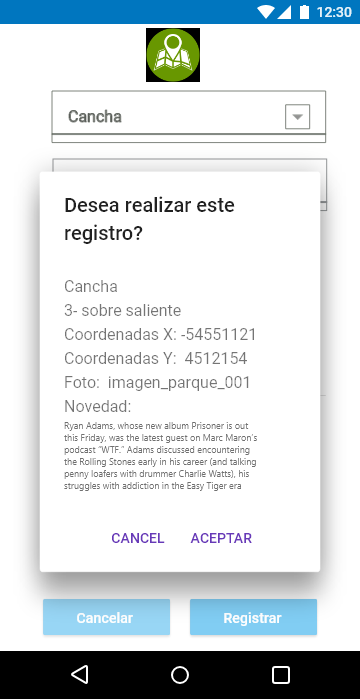 12:30
Cancha
Desea realizar este
registro?
Cancha
3- sobre saliente
Coordenadas X: -54551121
Coordenadas Y:  4512154
Foto:  imagen_parque_001
Novedad:
Ryan Adams, whose new album Prisoner is out
this Friday, was the latest guest on Marc Maron's
podcast "WTF." Adams discussed encountering
the Rolling Stones early in his career (and talking
penny loafers with drummer Charlie Watts), his
struggles with addiction in the Easy Tiger era
CANCEL ACEPTAR
Cancelar Registrar